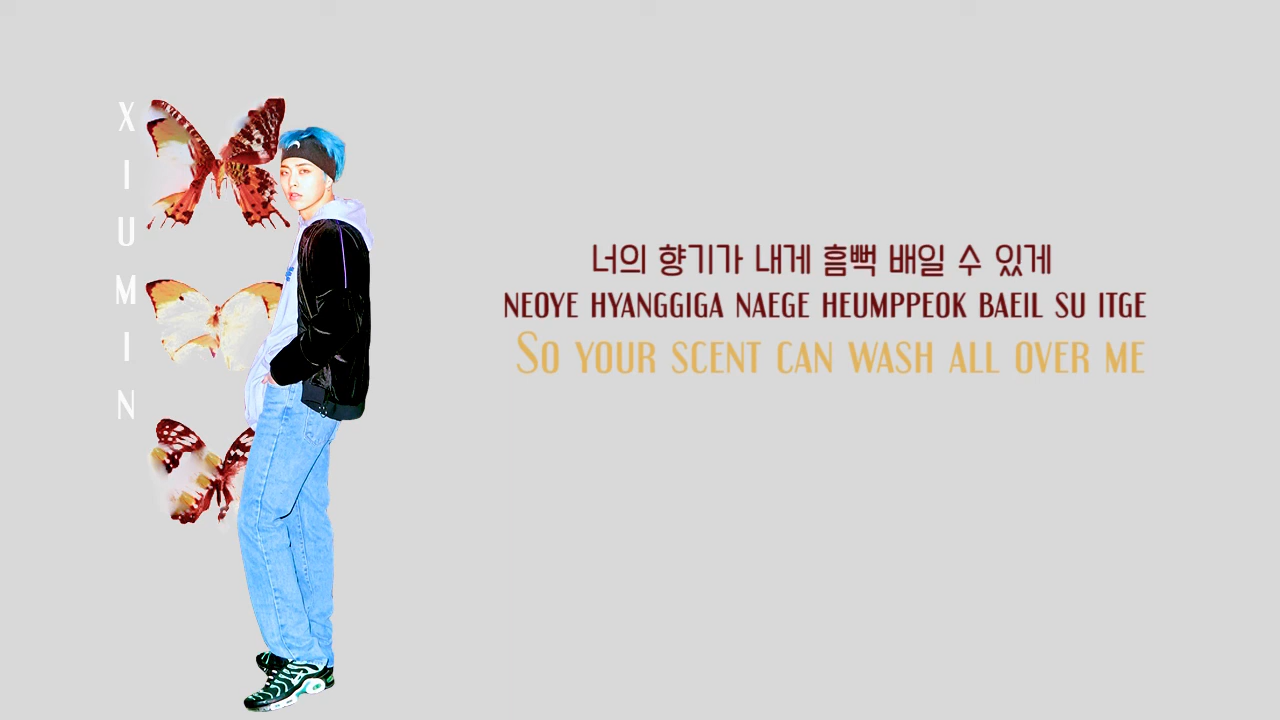 XIUMIN
너의 향기가 내게 흠뻑 배일 수 있게
NEOYE HYANGGIGA NAEGE HEUMPPEOK BAEIL SU ITGE
SO YOUR SCENT CAN WASH ALL OVER ME